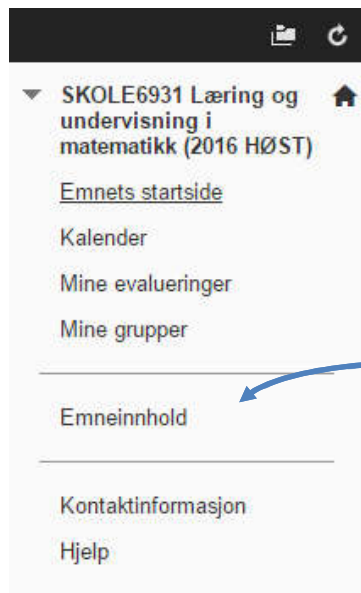 SKOLE6931 Læring og
undervisning i
matematikk (2016 HØST)
Emnets startside
Kalender
Mine evalueringer
Mine grupper
Emneinnhold
Kontaktinformasjon
Hjelp